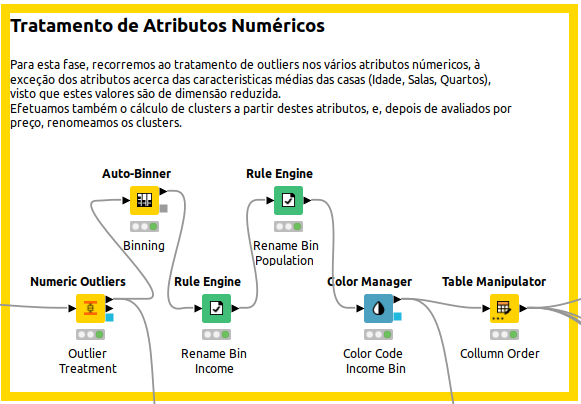 Tratamento de Atributos Numéricos
Para esta fase, recorremos ao tratamento de outliers nos vários atributos númericos, à
exceção dos atributos acerca das caracteristicas médias das casas (Idade, Salas, Quartos),
visto que estes valores são de dimensão reduzida.
Efetuamos também o cálculo de clusters a partir destes atributos, e, depois de avaliados por
preço, renomeamos os clusters.
Auto-Binner
Binning
Rule Engine
Rename Bin
Population
Numeric Outliers
Outlier
Treatment
Rule Engine
Rename Bin
Income
Color Manager
Color Code
Income Bin
Table Manipulator
Collumn Order